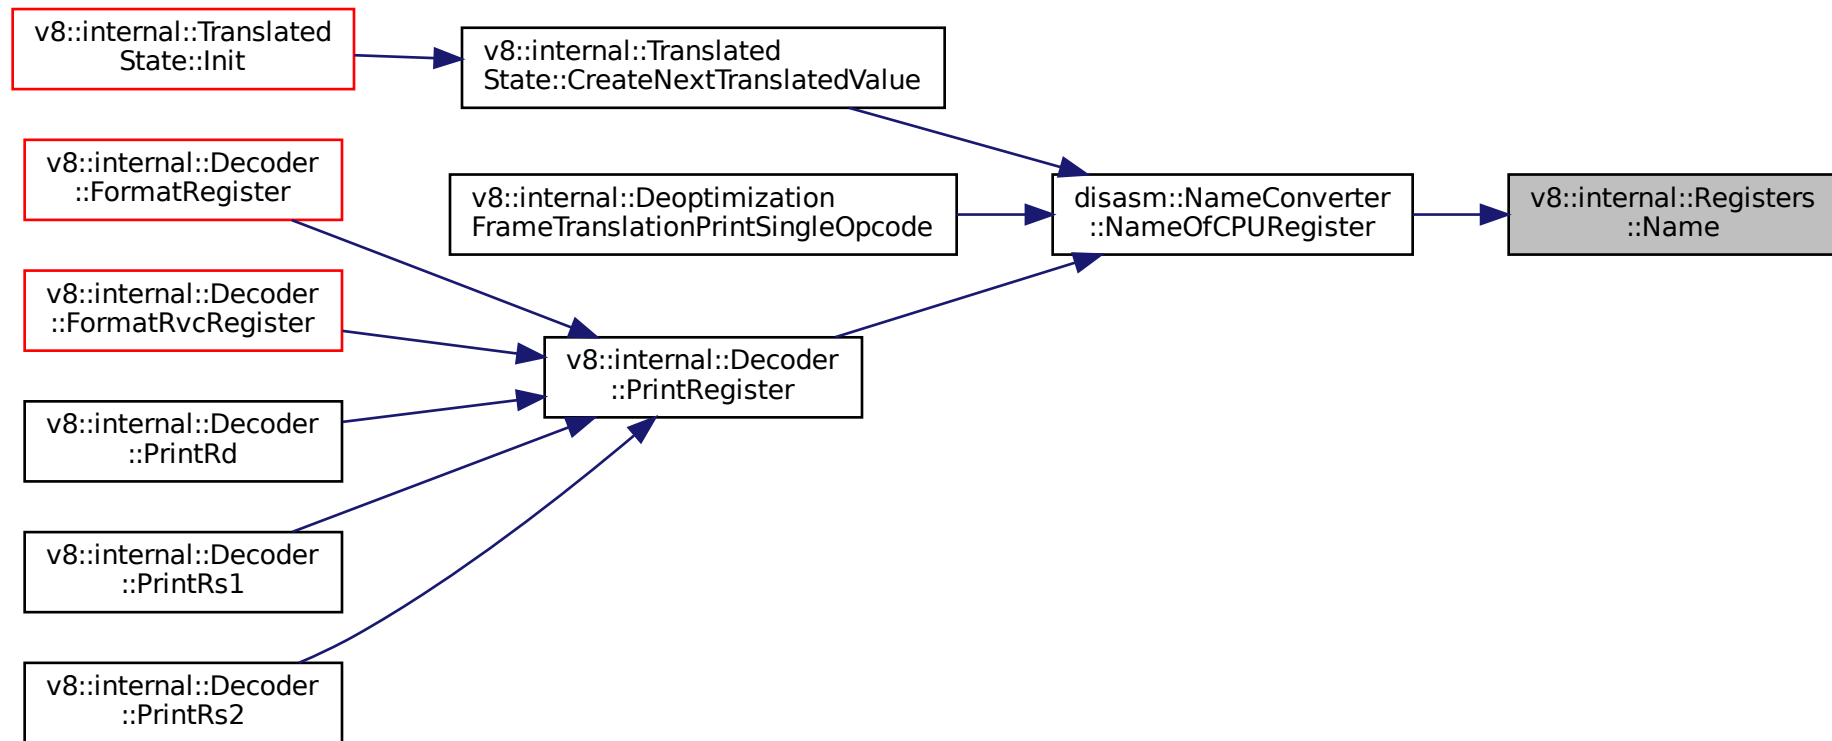 v8::internal::Translated
State::Init
v8::internal::Translated
State::CreateNextTranslatedValue
v8::internal::Decoder
::FormatRegister
v8::internal::Deoptimization
FrameTranslationPrintSingleOpcode
disasm::NameConverter
::NameOfCPURegister
v8::internal::Registers
::Name
v8::internal::Decoder
::FormatRvcRegister
v8::internal::Decoder
::PrintRegister
v8::internal::Decoder
::PrintRd
v8::internal::Decoder
::PrintRs1
v8::internal::Decoder
::PrintRs2